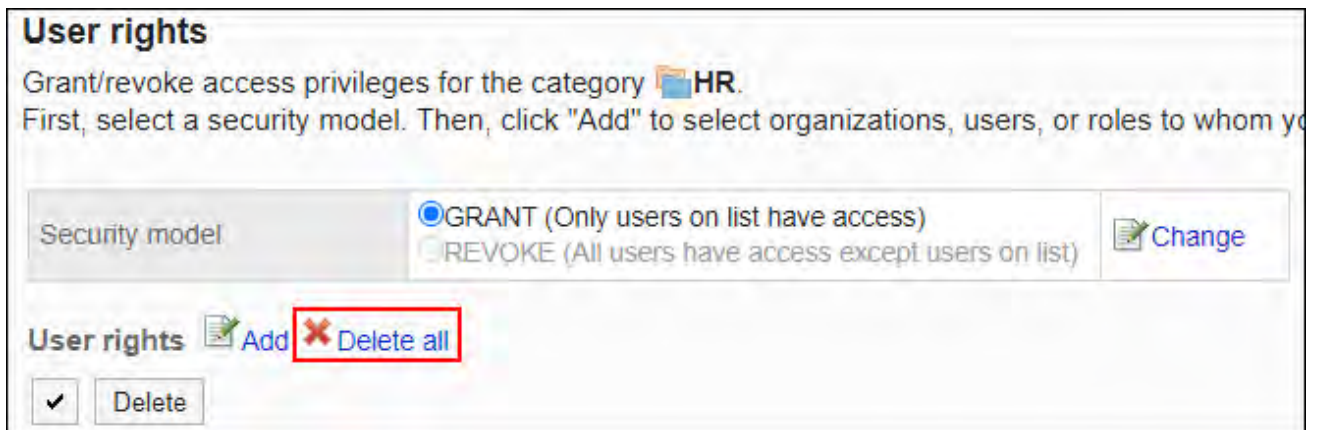 User rights
Grant/revoke access privileges for the category HR.
First, select a security model. Then, click "Add" to select organizations, users, or roles to whom
Security model
GRANT (Only users on list have access)
REVOKE (All users have access except users on list)
Change
User rights Add Delete all
Delete